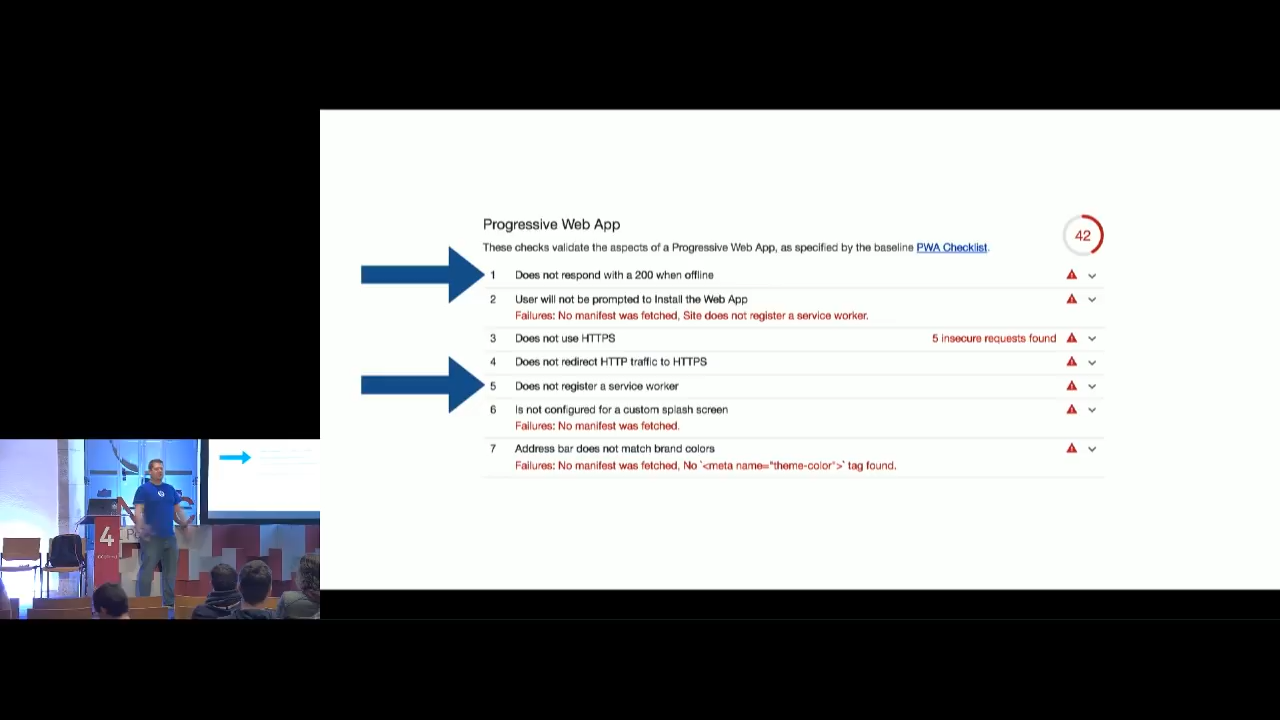 Progressive Web App
42
These checks validate the aspects of a Progressive Web App, as specified by the baseline PWA Checklist.
1 Does not respond with a 200 when offline
2 User will not be prompted to Install the Web App
Failures: No manifest was fetched, Site does not register a service worker.
3 Does not use HTTPS 5 insecure requests found
4 Does not redirect HTTP traffic to HTTPS
5 Does not register a service worker
6 Is not configured for a custom splash screen
Failures: No manifest was fetched.
7 Address bar does not match brand colors
Failures: No manifest was fetched, No `<meta name="theme-color">` tag found.
4